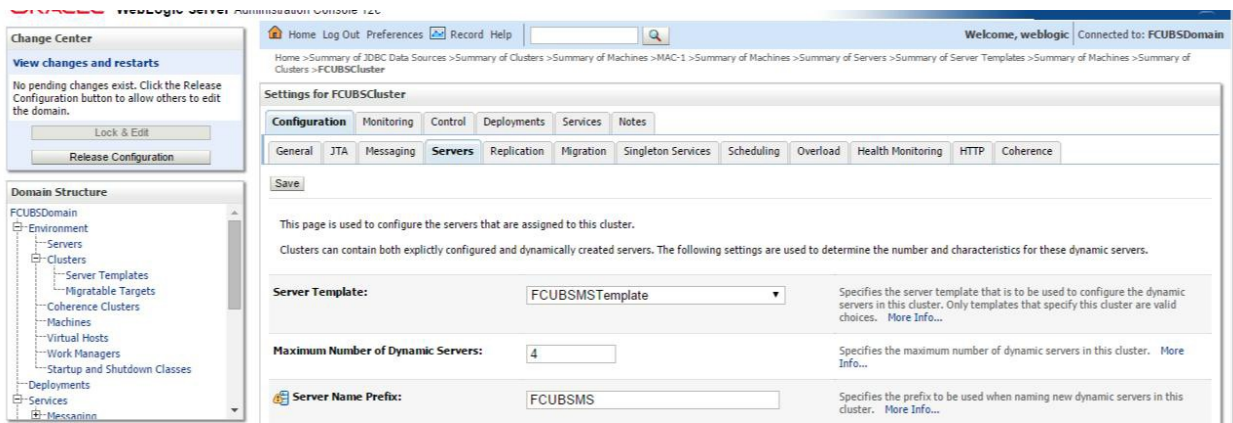 ORACLE WebLogic Server Administration Console 12c
Change Center
View changes and restarts
No pending changes exist. Click the Release
Configuration button to allow others to edit
the domain.
Lock & Edit
Release Configuration
Domain Structure
FCUBSDomain
Environment
Servers
Clusters
Server Templates
Migratable Targets
Coherence Clusters
Machines
Virtual Hosts
Work Managers
Startup and Shutdown Classes
Deployments
Services
Messaging
Home Log Out Preferences Record Help
Welcome, weblogic Connected to: FCUBSDomain
Home >Summary of JDBC Data Sources >Summary of Clusters >Summary of Machines >MAC-1 >Summary of Machines >Summary of Servers >Summary of Server Templates >Summary of Machines >Summary of
Clusters >FCUBSCluster
Settings for FCUBSCluster
Configuration Monitoring Control Deployments Services Notes
General JTA Messaging Servers Replication Migration Singleton Services Scheduling Overload Health Monitoring HTTP Coherence
Save
This page is used to configure the servers that are assigned to this cluster.
Clusters can contain both explictly configured and dynamically created servers. The following settings are used to determine the number and characteristics for these dynamic servers.
Server Template: FCUBSMSTemplate
Specifies the server template that is to be used to configure the dynamic
servers in this cluster. Only templates that specify this cluster are valid
choices. More Info...
Maximum Number of Dynamic Servers: 4
Specifies the maximum number of dynamic servers in this cluster. More
Info...
Server Name Prefix: FCUBSMS
Specifies the prefix to be used when naming new dynamic servers in this
cluster. More Info...